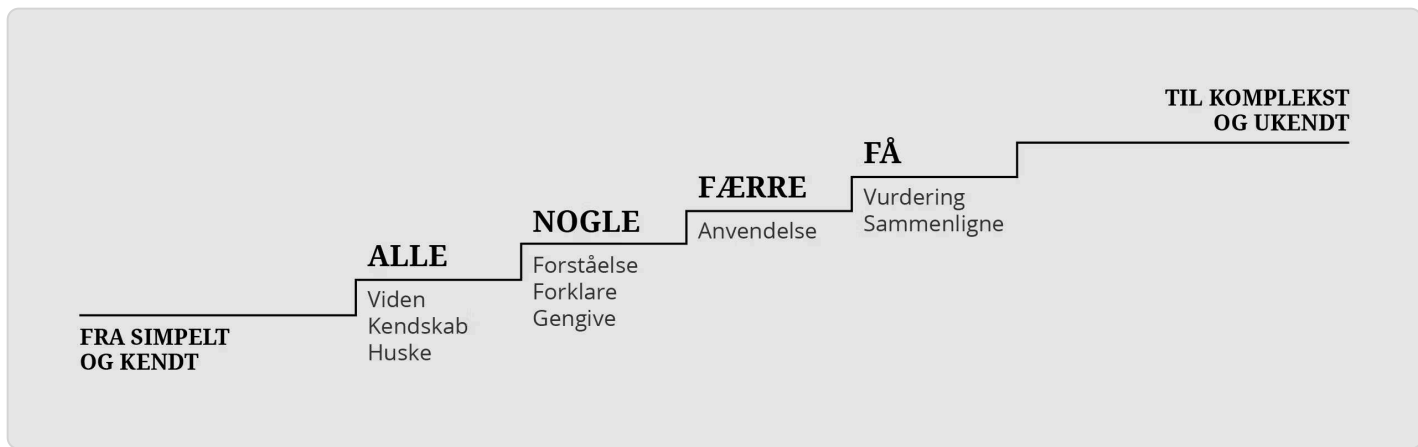 FRA SIMPELT
OG KENDT
ALLE
Viden
Kendskab
Huske
NOGLE
Forståelse
Forklare
Gengive
FÆRRE
Anvendelse
FÅ
Vurdering
Sammenligne
TIL KOMPLEKST
OG UKENDT